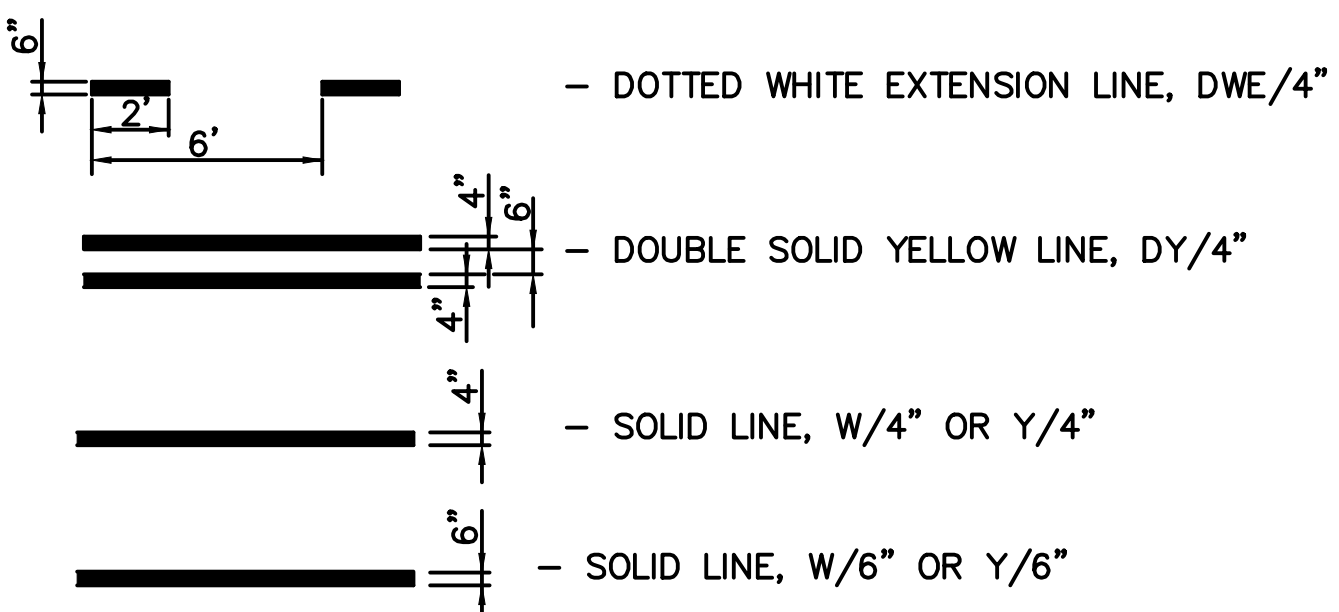 6”
2’
6’
– DOTTED WHITE EXTENSION LINE, DWE/4”
4”
6”
4”
– DOUBLE SOLID YELLOW LINE, DY/4”
4”
– SOLID LINE, W/4” OR Y/4”
6”
– SOLID LINE, W/6” OR Y/6”